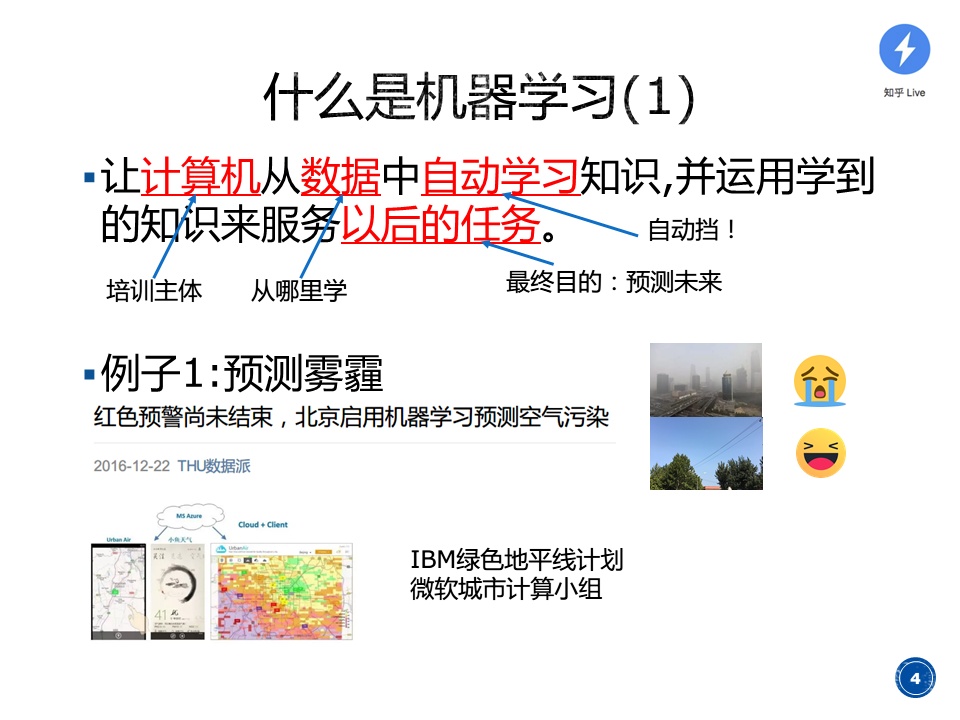 知乎 Live
什么是机器学习(1)
▪让计算机从数据中自动学习知识,并运用学到
的知识来服务以后的任务。
自动挡！
培训主体
从哪里学
最终目的：预测未来
▪例子1:预测雾霾
红色预警尚未结束，北京启用机器学习预测空气污染
2016-12-22 THU数据派
MS Azure
Cloud + Client
Urban Air
小鱼天气
UrbanAir
41
IBM绿色地平线计划
微软城市计算小组
4